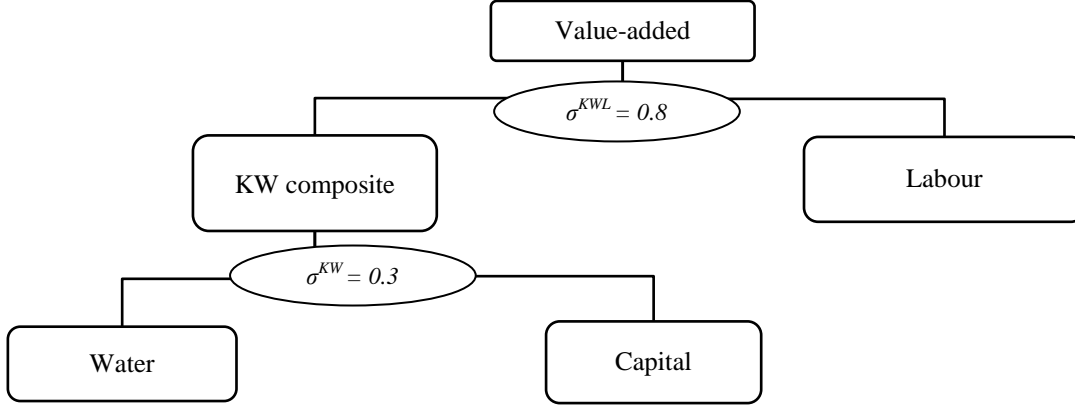 Value-added
σ^KWL = 0.8
KW composite
Labour
σ^KW = 0.3
Water
Capital